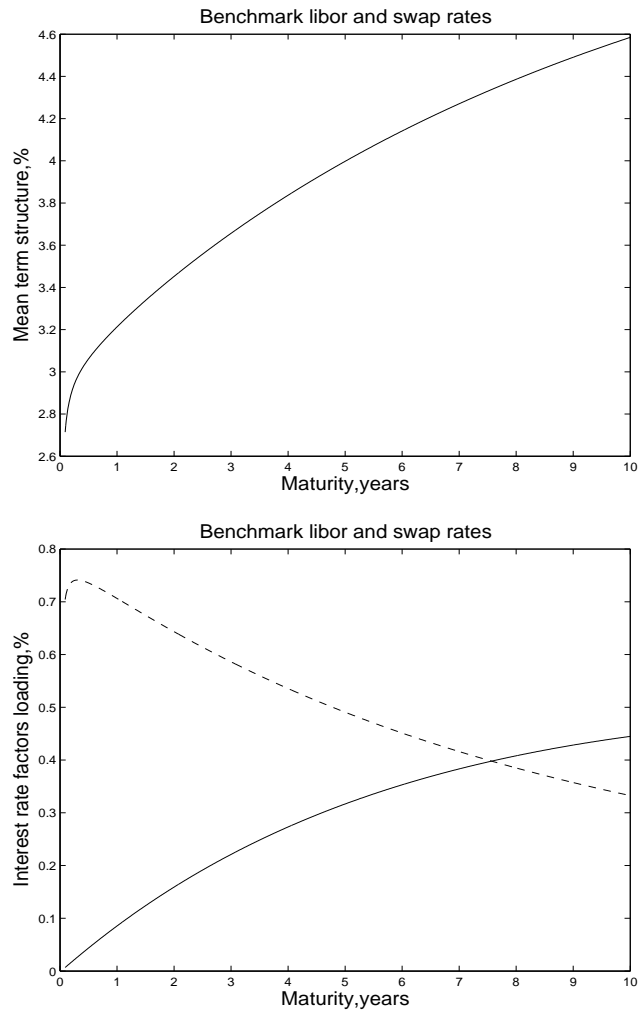 Benchmark libor and swap rates
4.6
4.4
4.2
4
3.8
3.6
3.4
3.2
3
2.8
2.6
Mean term structure,%
0 1 2 3 4 5 6 7 8 9 10
Maturity,years
Benchmark libor and swap rates
0.8
0.7
0.6
0.5
0.4
0.3
0.2
0.1
0
Interest rate factors loading,%
0 1 2 3 4 5 6 7 8 9 10
Maturity,years